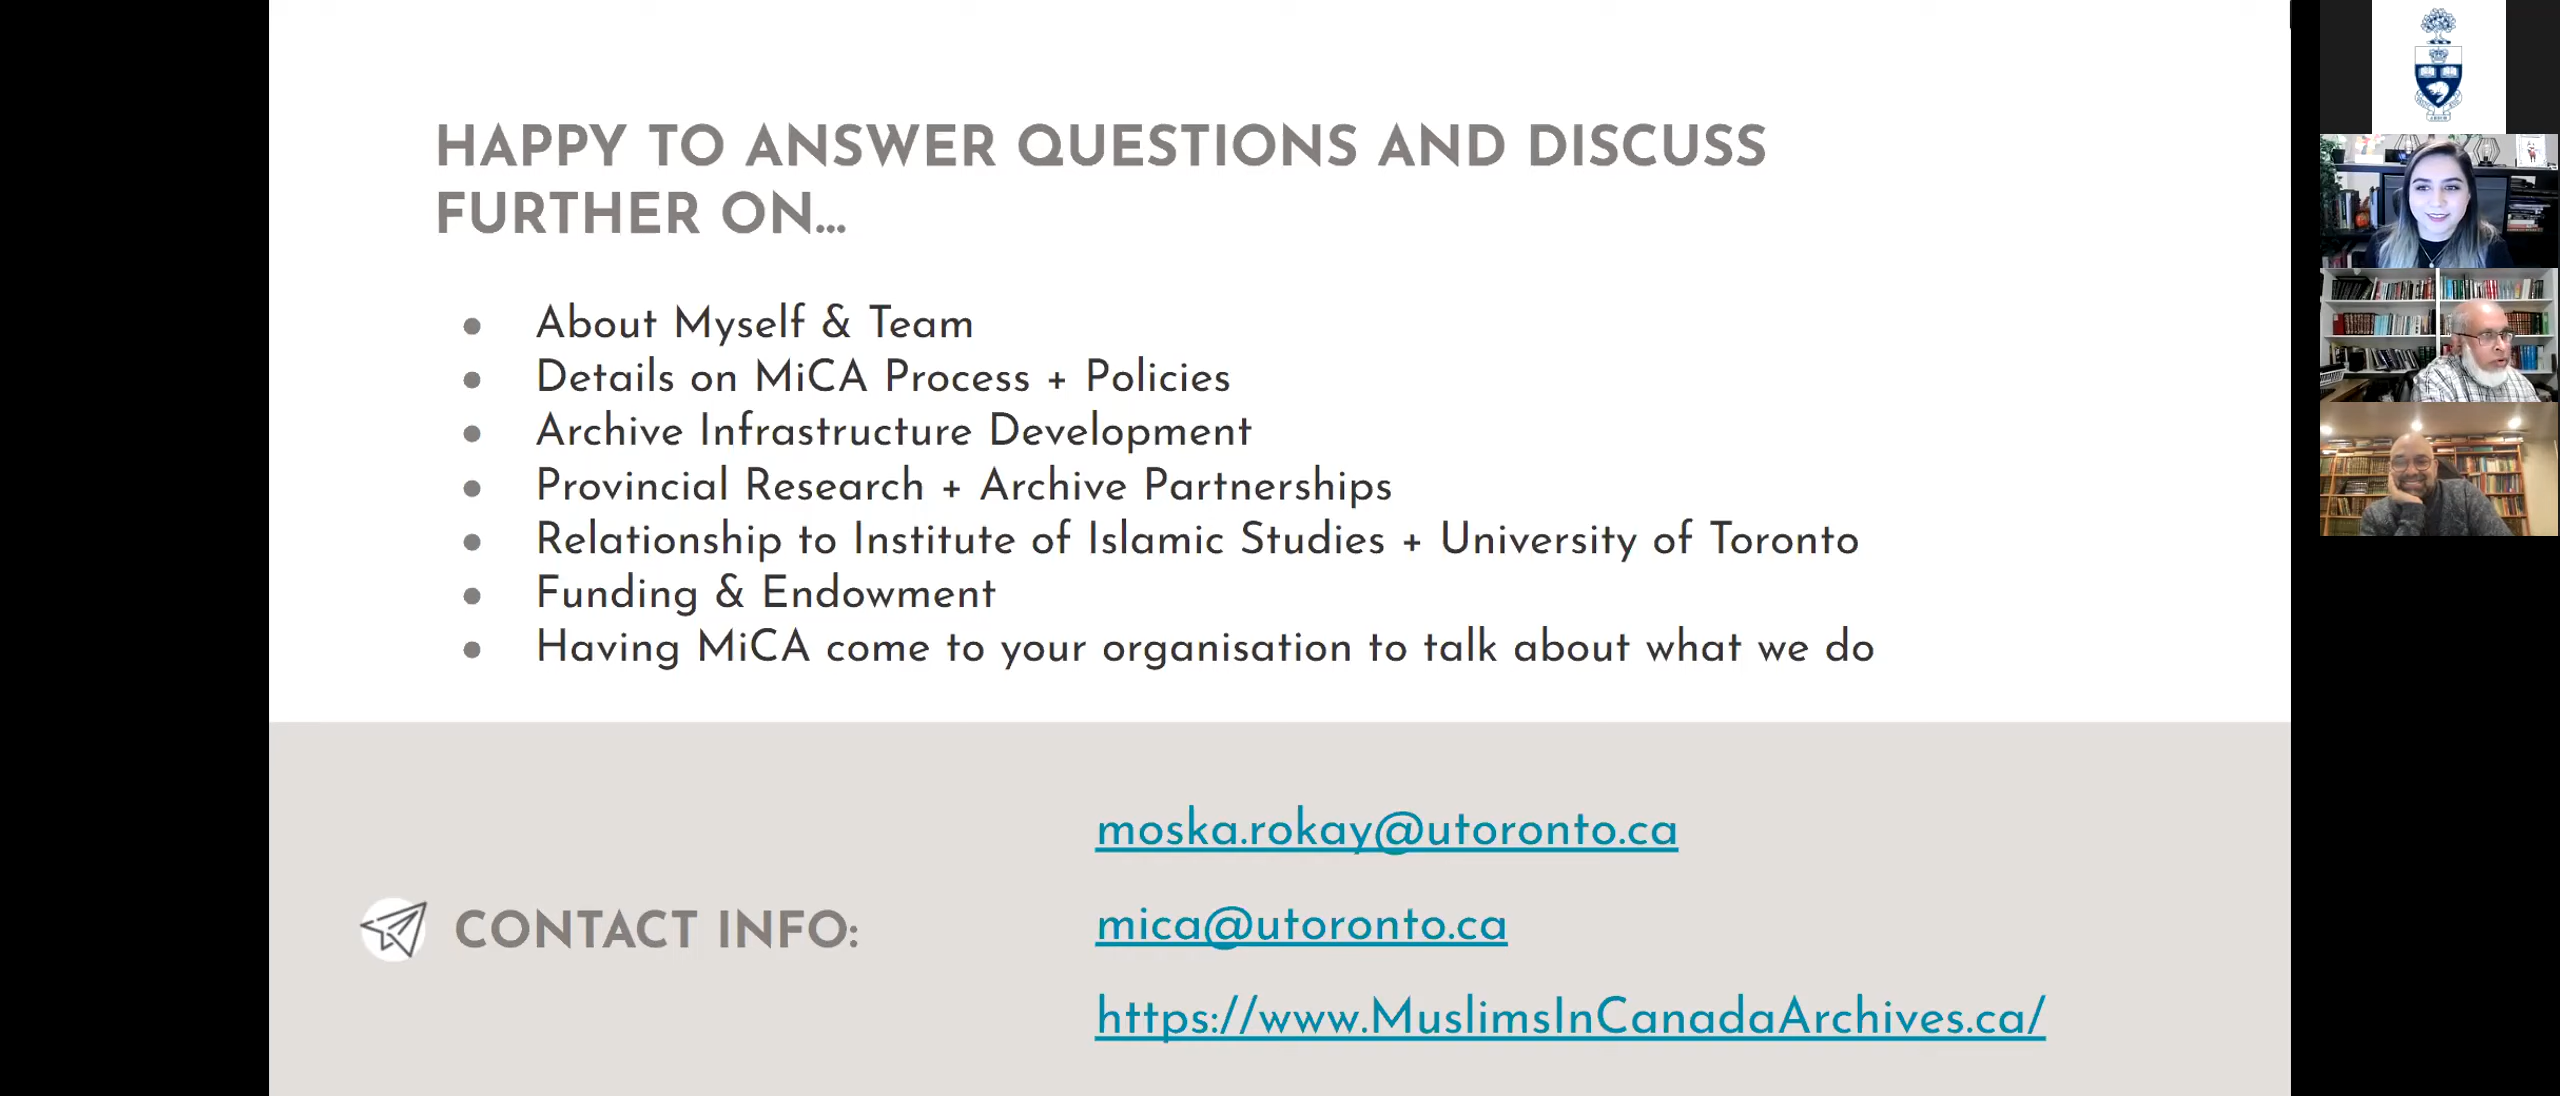 HAPPY TO ANSWER QUESTIONS AND DISCUSS
FURTHER ON...
● About Myself & Team
● Details on MiCA Process + Policies
● Archive Infrastructure Development
● Provincial Research + Archive Partnerships
● Relationship to Institute of Islamic Studies + University of Toronto
● Funding & Endowment
● Having MiCA come to your organisation to talk about what we do
moska.rokay@utoronto.ca
CONTACT INFO:
mica@utoronto.ca
https://www.MuslimsInCanadaArchives.ca/